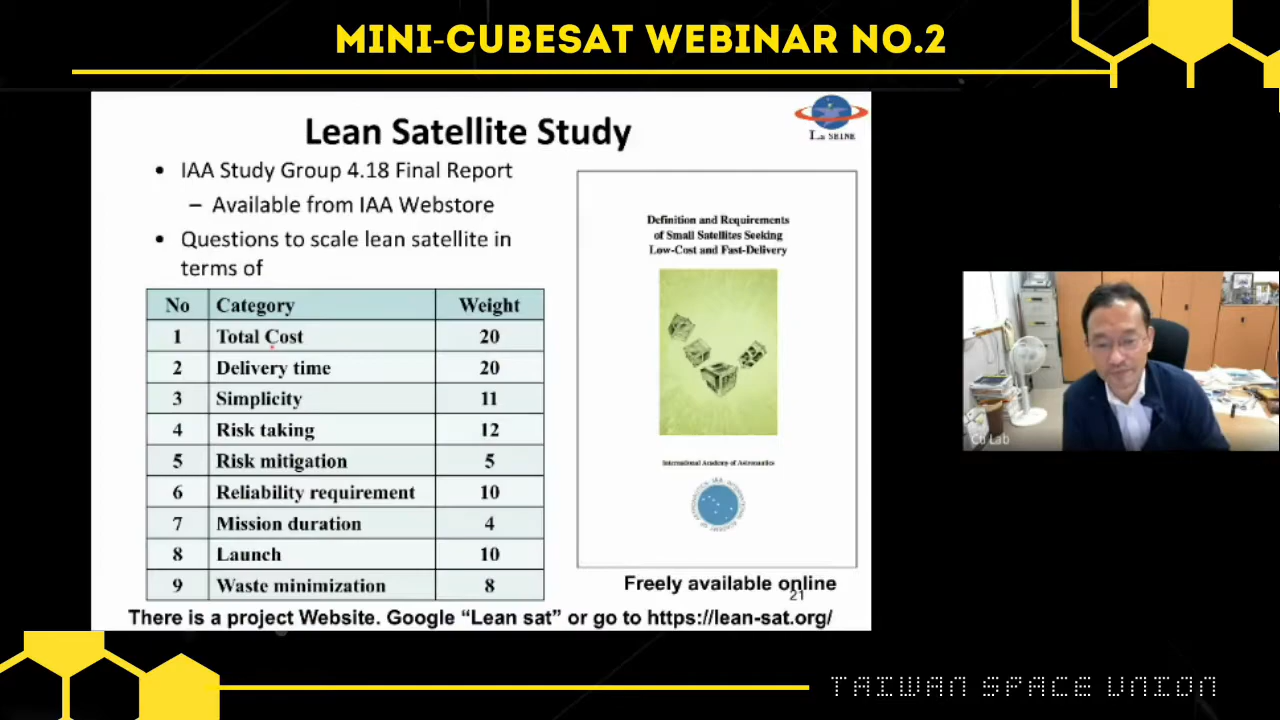 MINI-CUBESAT WEBINAR NO.2
Lean Satellite Study
La SEINE
• IAA Study Group 4.18 Final Report
– Available from IAA Webstore
• Questions to scale lean satellite in
terms of
No Category Weight
1 Total Cost 20
2 Delivery time 20
3 Simplicity 11
4 Risk taking 12
5 Risk mitigation 5
6 Reliability requirement 10
7 Mission duration 4
8 Launch 10
9 Waste minimization 8
Definition and Requirements
of Small Satellites Seeking
Low-Cost and Fast-Delivery
International Academy of Astronautics
Freely available online
21
There is a project Website. Google “Lean sat” or go to https://lean-sat.org/
Co Lab
TAIWAN SPACE UNION